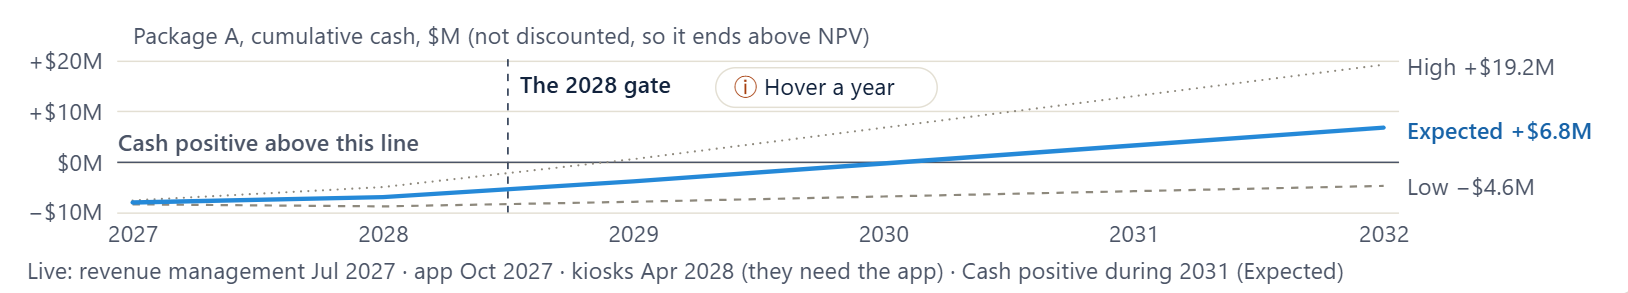 Package A, cumulative cash, $M (not discounted, so it ends above NPV)
+$20M
High +$19.2M
The 2028 gate
ⓘ Hover a year
+$10M
Expected +$6.8M
Cash positive above this line
$0M
Low −$4.6M
−$10M
2027 2028 2029 2030 2031 2032
Live: revenue management Jul 2027 · app Oct 2027 · kiosks Apr 2028 (they need the app) · Cash positive during 2031 (Expected)